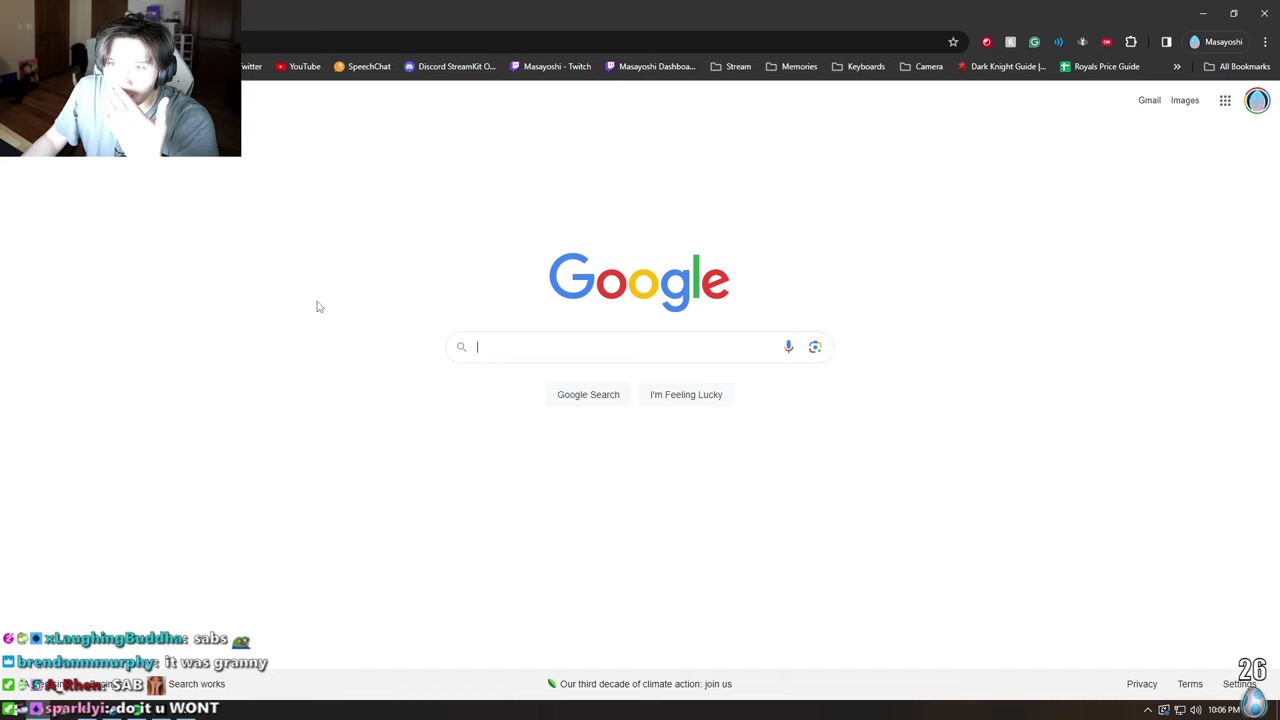 Masayoshi
witter
YouTube
SpeechChat
Discord StreamKit O...
Masayoshi - Twitch
Masayoshi Dashboa...
Stream
Memories
Keyboards
Camera
Dark Knight Guide |...
Royals Price Guide
»
All Bookmarks
Gmail
Images
Google
Google Search
I'm Feeling Lucky
xLaughingBuddha: sabs
brendanmmurphy: it was granny
A_Rhen: SAB
Search works
Our third decade of climate action: join us
Privacy
Terms
Settings
26
sparklyi: do it u WONT
10:06 PM